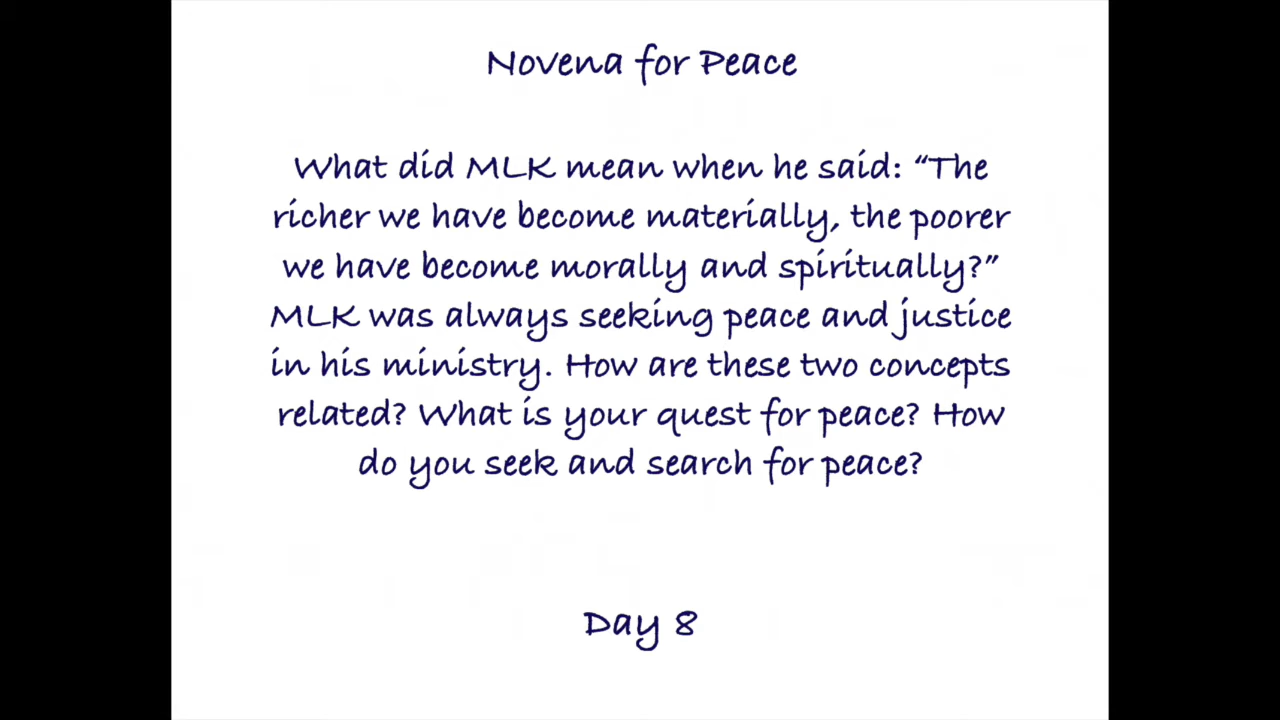 Novena for Peace
What did MLK mean when he said: “The
richer we have become materially, the poorer
we have become morally and spiritually?”
MLK was always seeking peace and justice
in his ministry. How are these two concepts
related? What is your quest for peace? How
do you seek and search for peace?
Day 8